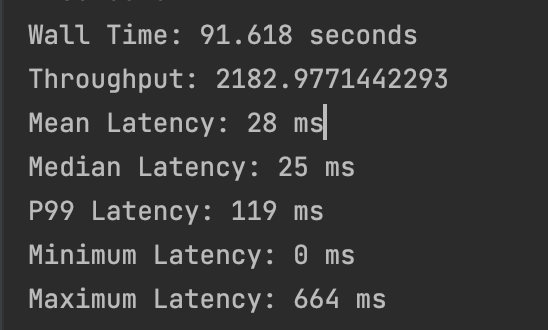 Wall Time: 91.618 seconds
Throughput: 2182.9771442293
Mean Latency: 28 ms
Median Latency: 25 ms
P99 Latency: 119 ms
Minimum Latency: 0 ms
Maximum Latency: 664 ms